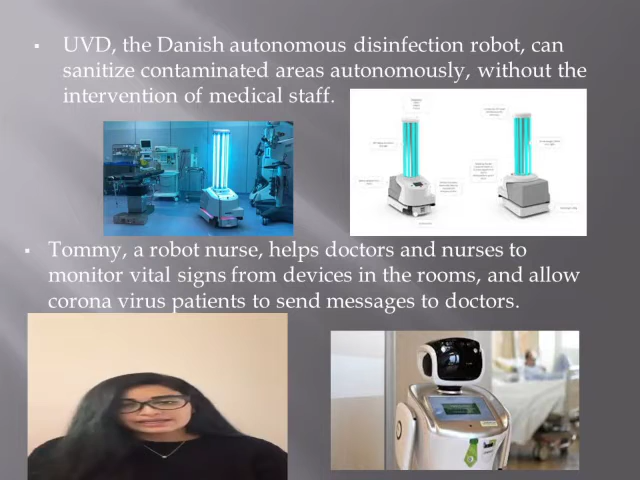 UVD, the Danish autonomous disinfection robot, can
sanitize contaminated areas autonomously, without the
intervention of medical staff.
Tommy, a robot nurse, helps doctors and nurses to
monitor vital signs from devices in the rooms, and allow
corona virus patients to send messages to doctors.